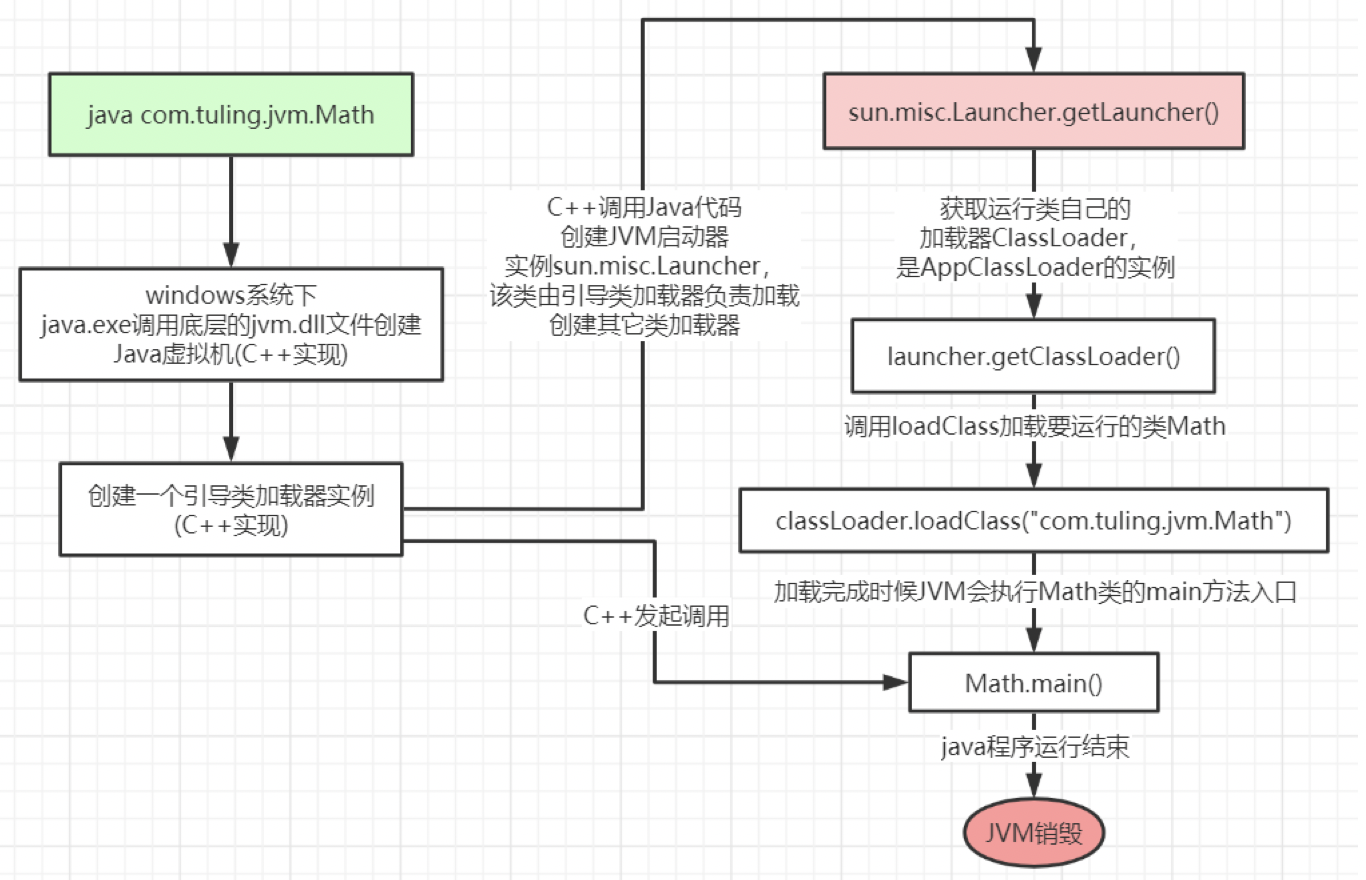 java com.tuling.jvm.Math
windows系统下
java.exe调用底层的jvm.dll文件创建
Java虚拟机(C++实现)
创建一个引导类加载器实例
(C++实现)
C++调用Java代码
创建JVM启动器
实例sun.misc.Launcher，
该类由引导类加载器负责加载
创建其它类加载器
C++发起调用
sun.misc.Launcher.getLauncher()
获取运行类自己的
加载器ClassLoader，
是AppClassLoader的实例
launcher.getClassLoader()
调用loadClass加载要运行的类Math
classLoader.loadClass("com.tuling.jvm.Math")
加载完成时候JVM会执行Math类的main方法入口
Math.main()
java程序运行结束
JVM销毁